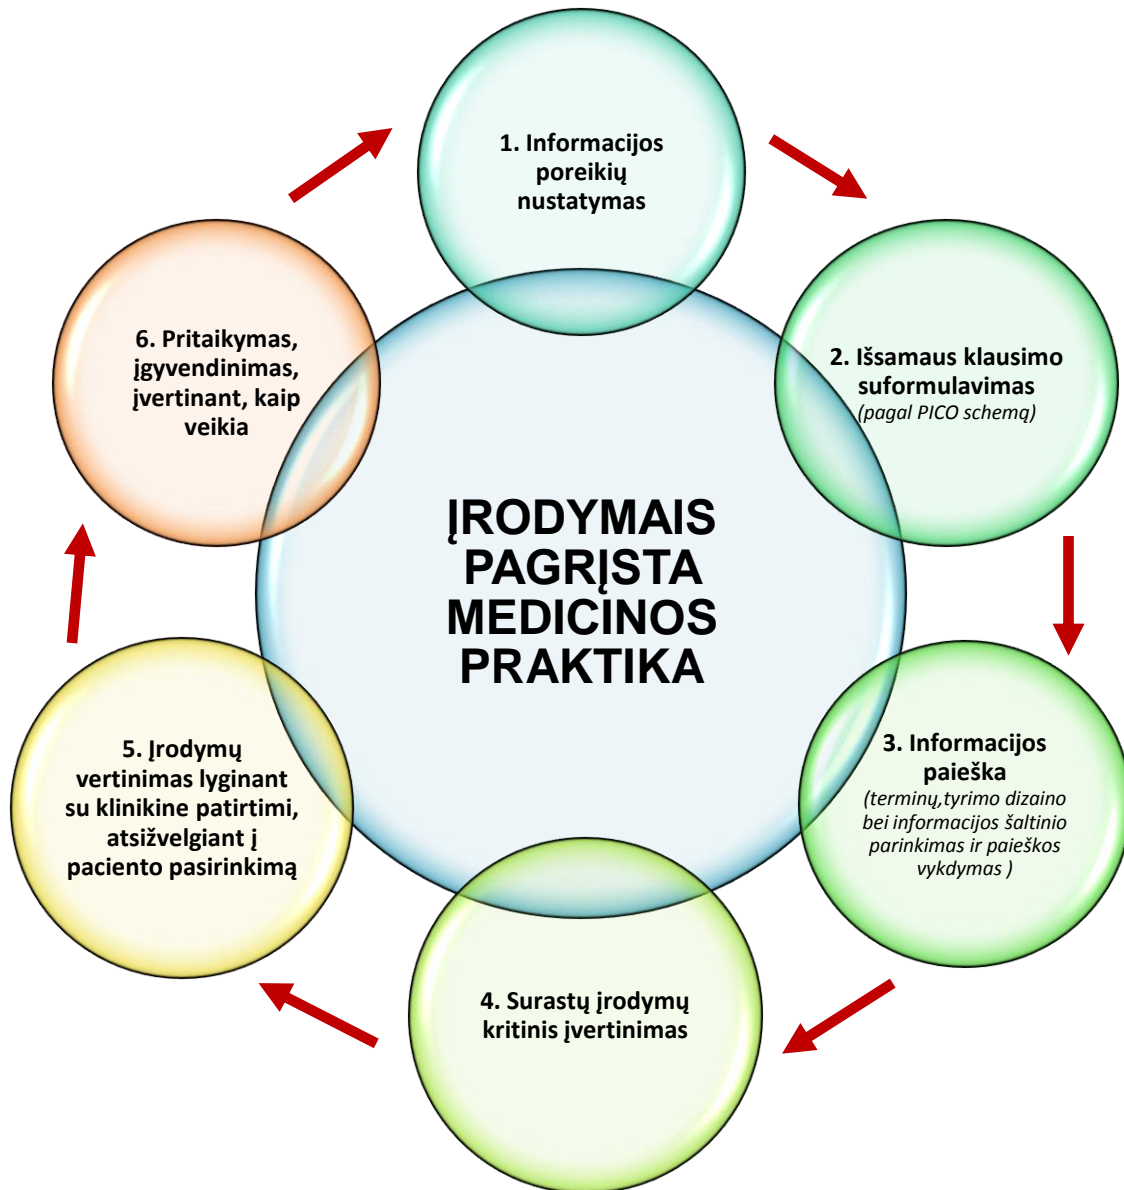 1. Informacijos
poreikių
nustatymas
2. Išsamaus klausimo
suformulavimas
(pagal PICO schemą)
3. Informacijos
paieška
(terminų,tyrimo dizaino
bei informacijos šaltinio
parinkimas ir paieškos
vykdymas )
4. Surastų įrodymų
kritinis įvertinimas
5. Įrodymų
vertinimas lyginant
su klinikine patirtimi,
atsižvelgiant į
paciento pasirinkimą
6. Pritaikymas,
įgyvendinimas,
įvertinant, kaip
veikia
ĮRODYMAIS
PAGRĮSTA
MEDICINOS
PRAKTIKA